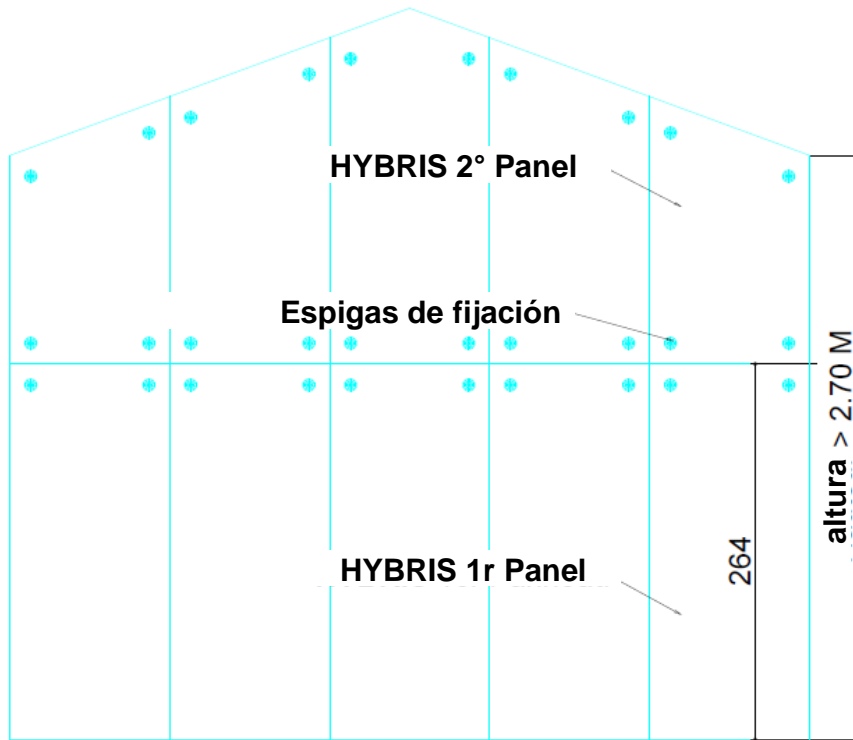 HYBRIS 2° Panel
Espigas de fijación
altura > 2.70 M
264
HYBRIS 1r Panel